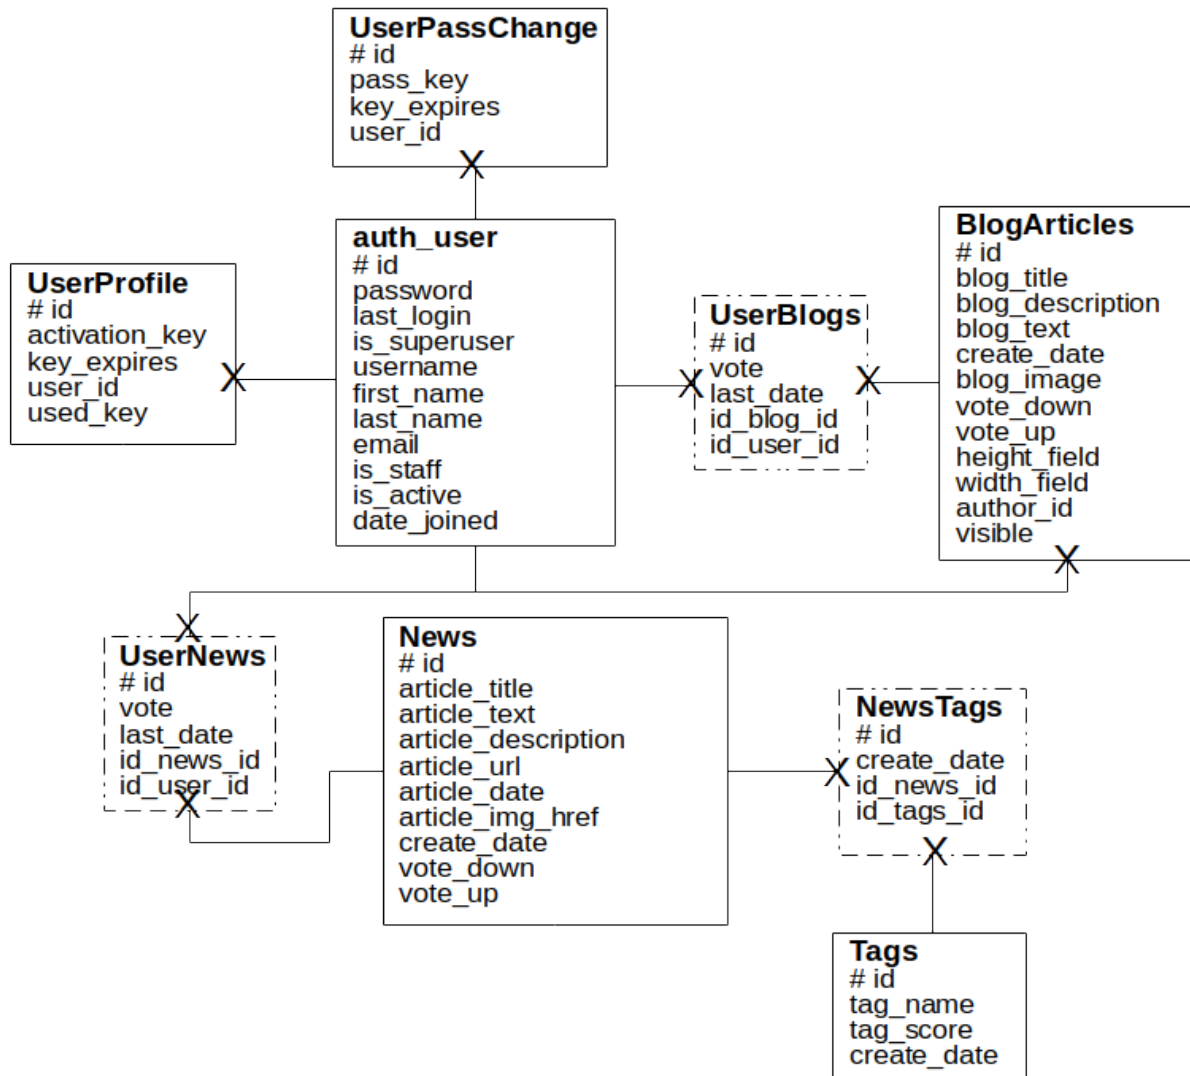 UserPassChange
# id
pass_key
key_expires
user_id
auth_user
# id
password
last_login
is_superuser
username
first_name
last_name
email
is_staff
is_active
date_joined
UserProfile
# id
activation_key
key_expires
user_id
used_key
UserBlogs
# id
vote
last_date
id_blog_id
id_user_id
BlogArticles
# id
blog_title
blog_description
blog_text
create_date
blog_image
vote_down
vote_up
height_field
width_field
author_id
visible
UserNews
# id
vote
last_date
id_news_id
id_user_id
News
# id
article_title
article_text
article_description
article_url
article_date
article_img_href
create_date
vote_down
vote_up
NewsTags
# id
create_date
id_news_id
id_tags_id
Tags
# id
tag_name
tag_score
create_date